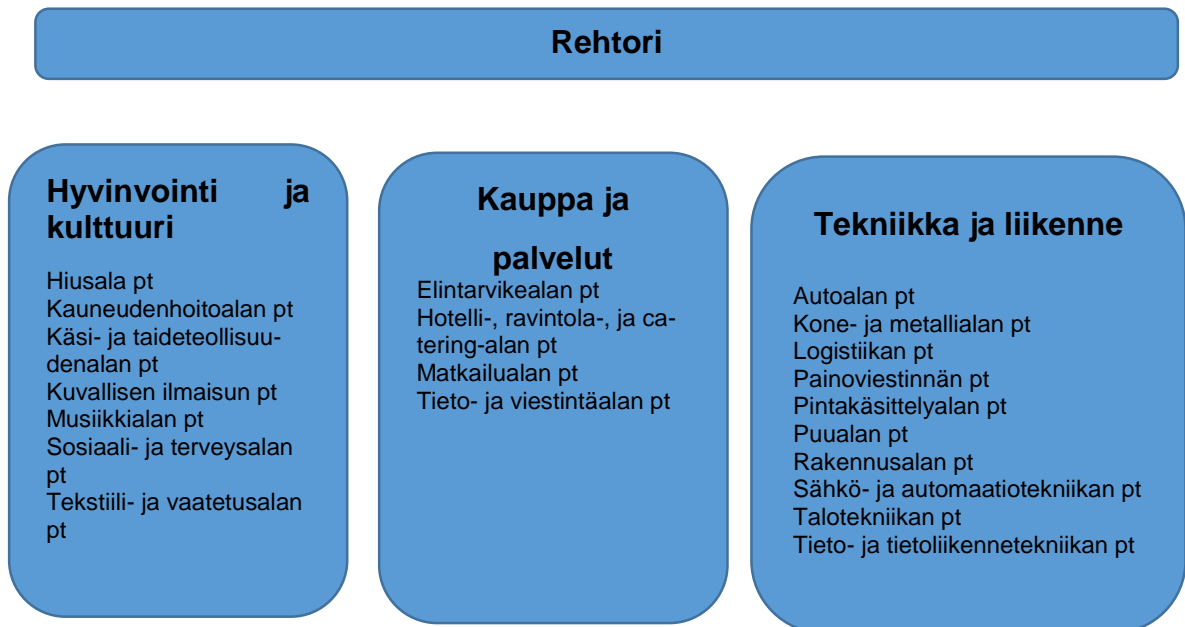 Rehtori
Hyvinvointi ja
kulttuuri
Hiusala pt
Kauneudenhoitoalan pt
Käsi- ja taideteollisuu-
denalan pt
Kuvallisen ilmaisun pt
Musiikkialan pt
Sosiaali- ja terveysalan
pt
Tekstiili- ja vaatetusalan
pt
Kauppa ja
palvelut
Elintarvikealan pt
Hotelli-, ravintola-, ja ca-
tering-alan pt
Matkailualan pt
Tieto- ja viestintäalan pt
Tekniikka ja liikenne
Autoalan pt
Kone- ja metallialan pt
Logistiikan pt
Painoviestinnän pt
Pintakäsittelyalan pt
Puualan pt
Rakennusalan pt
Sähkö- ja automaatiotekniikan pt
Talotekniikan pt
Tieto- ja tietoliikennetekniikan pt